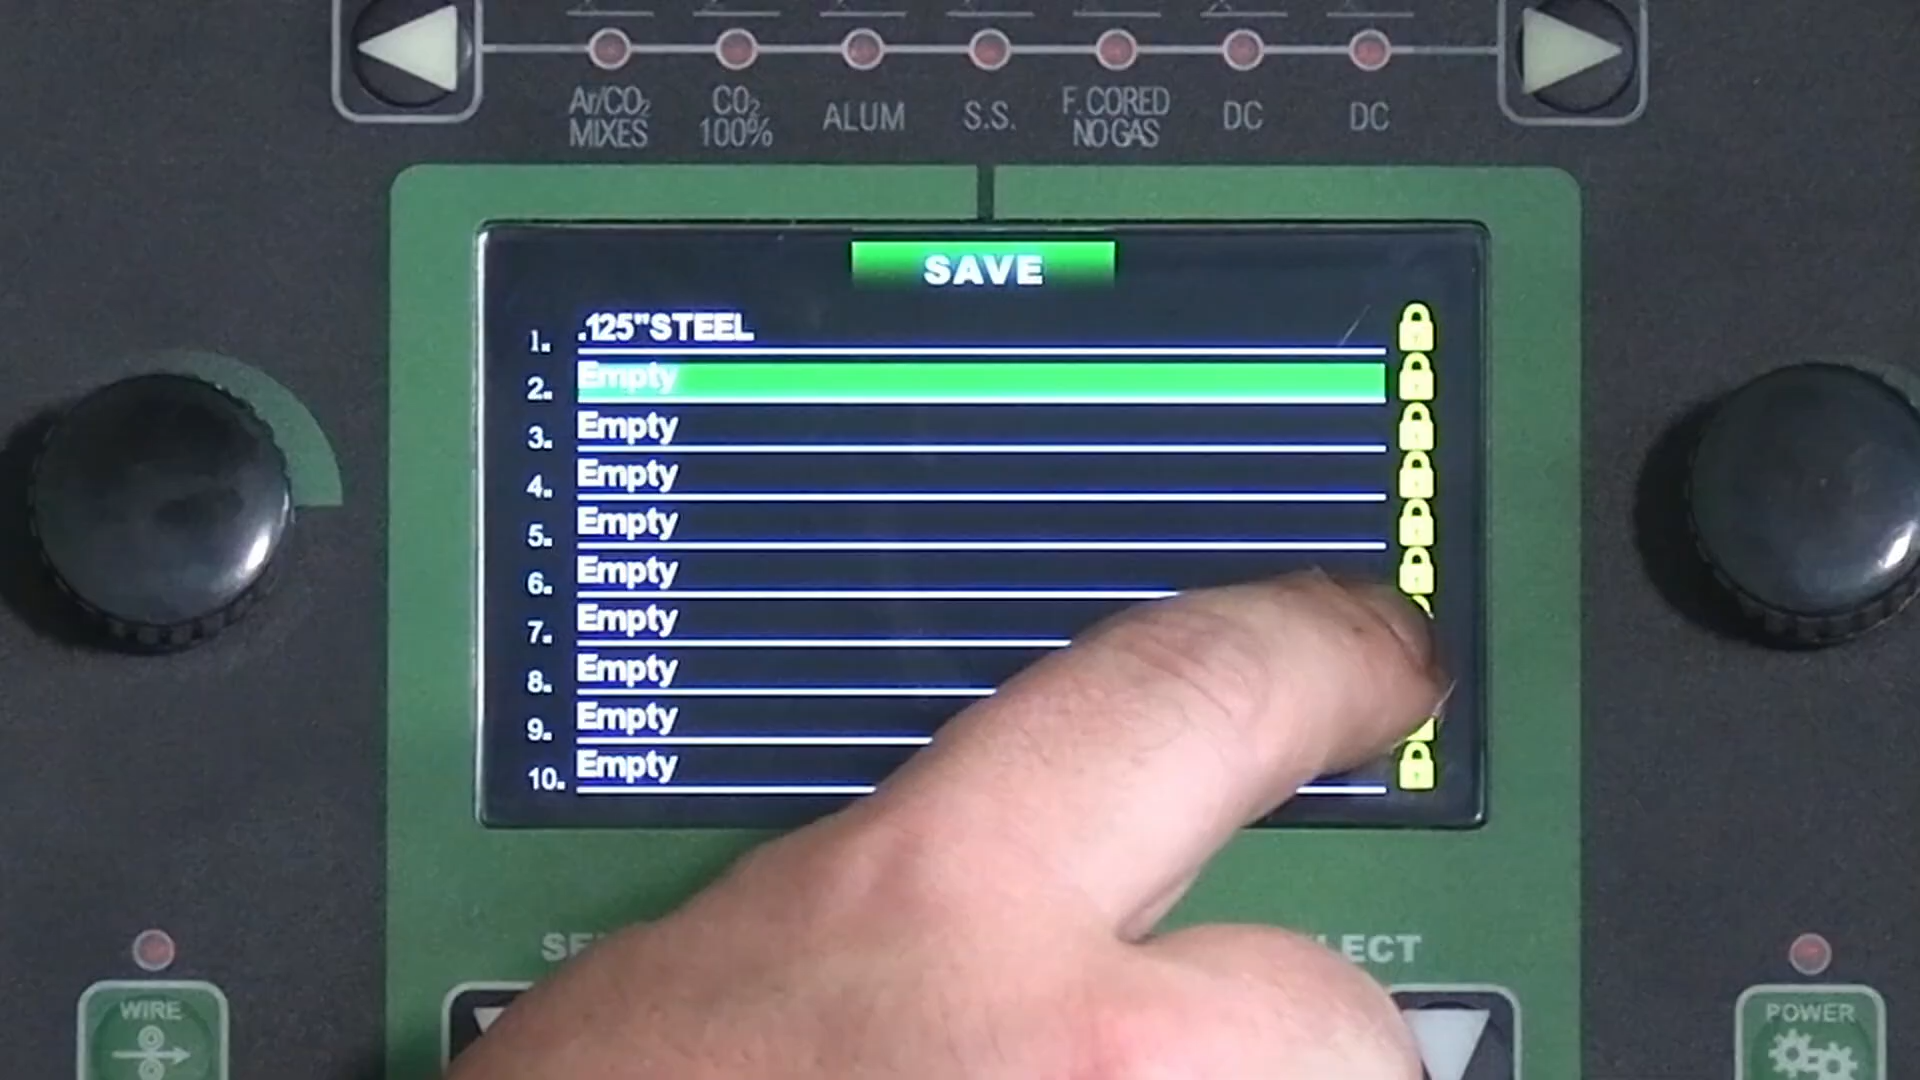 Ar/CO₂ MIXES
CO₂ 100%
ALUM
S.S.
F. CORED NO GAS
DC
DC
SAVE
1. .125"STEEL
2. Empty
3. Empty
4. Empty
5. Empty
6. Empty
7. Empty
8. Empty
9. Empty
10. Empty
WIRE
POWER